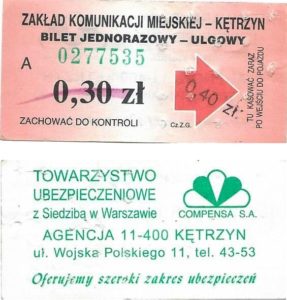 ZAKŁAD KOMUNIKACJI MIEJSKIEJ – KĘTRZYN
BILET JEDNORAZOWY – ULGOWY
A 0277535
0,30 zł
0,40 zł
ZACHOWAĆ DO KONTROLI
Cz.Z.G.
TU KASOWAĆ ZARAZ
PO WEJŚCIU DO POJAZDU
TOWARZYSTWO
UBEZPIECZENIOWE
z Siedzibą w Warszawie
COMPENSA S.A.
AGENCJA 11-400 KĘTRZYN
ul. Wojska Polskiego 11, tel. 43-53
Oferujemy szeroki zakres ubezpieczeń